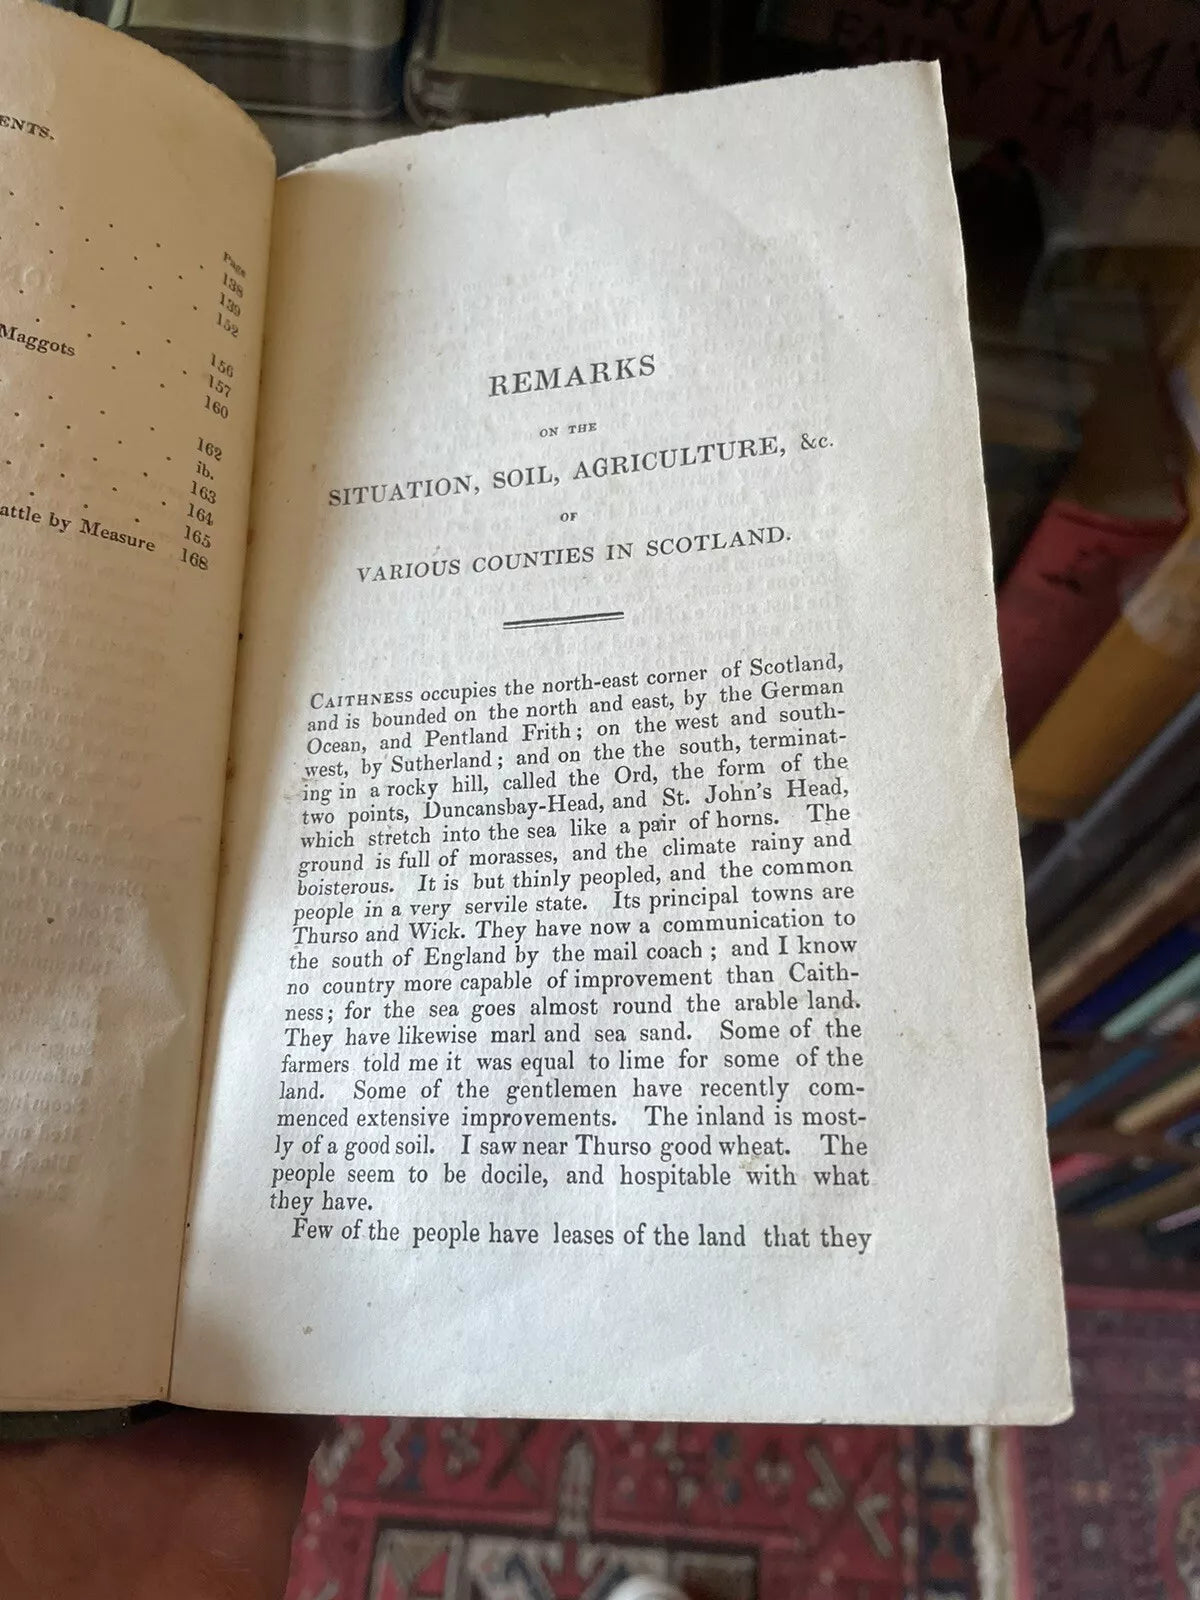 ENTS.
Page
138
139
152
Maggots
156
157
160
162
ib.
163
164
165
attle by Measure 168
REMARKS
ON THE
SITUATION, SOIL, AGRICULTURE, &c.
OF
VARIOUS COUNTIES IN SCOTLAND.
CAITHNESS occupies the north-east corner of Scotland,
and is bounded on the north and east, by the German
Ocean, and Pentland Frith; on the west and south-
west, by Sutherland; and on the the south, terminat-
ing in a rocky hill, called the Ord, the form of the
two points, Duncansbay-Head, and St. John's Head,
which stretch into the sea like a pair of horns. The
ground is full of morasses, and the climate rainy and
boisterous. It is but thinly peopled, and the common
people in a very servile state. Its principal towns are
Thurso and Wick. They have now a communication to
the south of England by the mail coach; and I know
no country more capable of improvement than Caith-
ness; for the sea goes almost round the arable land.
They have likewise marl and sea sand. Some of the
farmers told me it was equal to lime for some of the
land. Some of the gentlemen have recently com-
menced extensive improvements. The inland is most-
ly of a good soil. I saw near Thurso good wheat. The
people seem to be docile, and hospitable with what
they have.
Few of the people have leases of the land that they